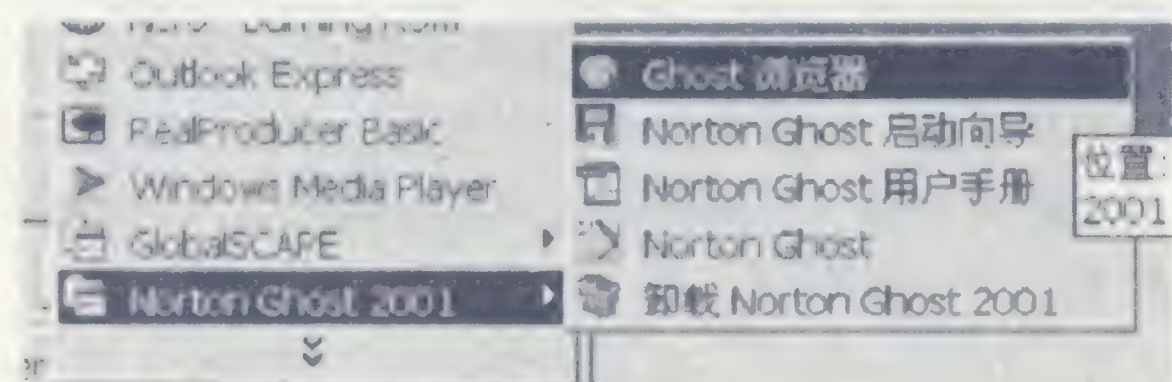 Outlook Express
RealProducer Basic
Windows Media Player
GlobalSCAPE
Norton Ghost 2001
Ghost 浏览器
Norton Ghost 启动向导
Norton Ghost 用户手册
Norton Ghost
卸载 Norton Ghost 2001
位置:
2001